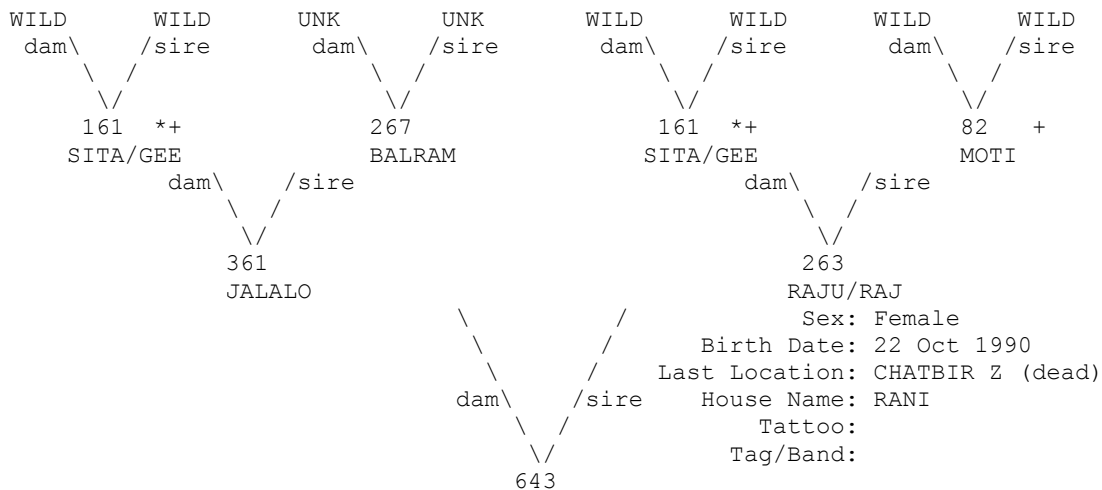 WILD WILD UNK UNK WILD WILD WILD WILD
dam\ /sire dam\ /sire dam\ /sire dam\ /sire
\ / \ / \ / \ /
\/ \/ \/ \/
161 *+ 267 161 *+ 82 +
SITA/GEE BALRAM SITA/GEE MOTI
dam\ /sire dam\ /sire
\ / \ /
\/ \/
361 263
JALALO RAJU/RAJ
\ / Sex: Female
\ / Birth Date: 22 Oct 1990
\ / Last Location: CHATBIR Z (dead)
dam\ /sire House Name: RANI
\ / Tattoo:
\/ Tag/Band:
643